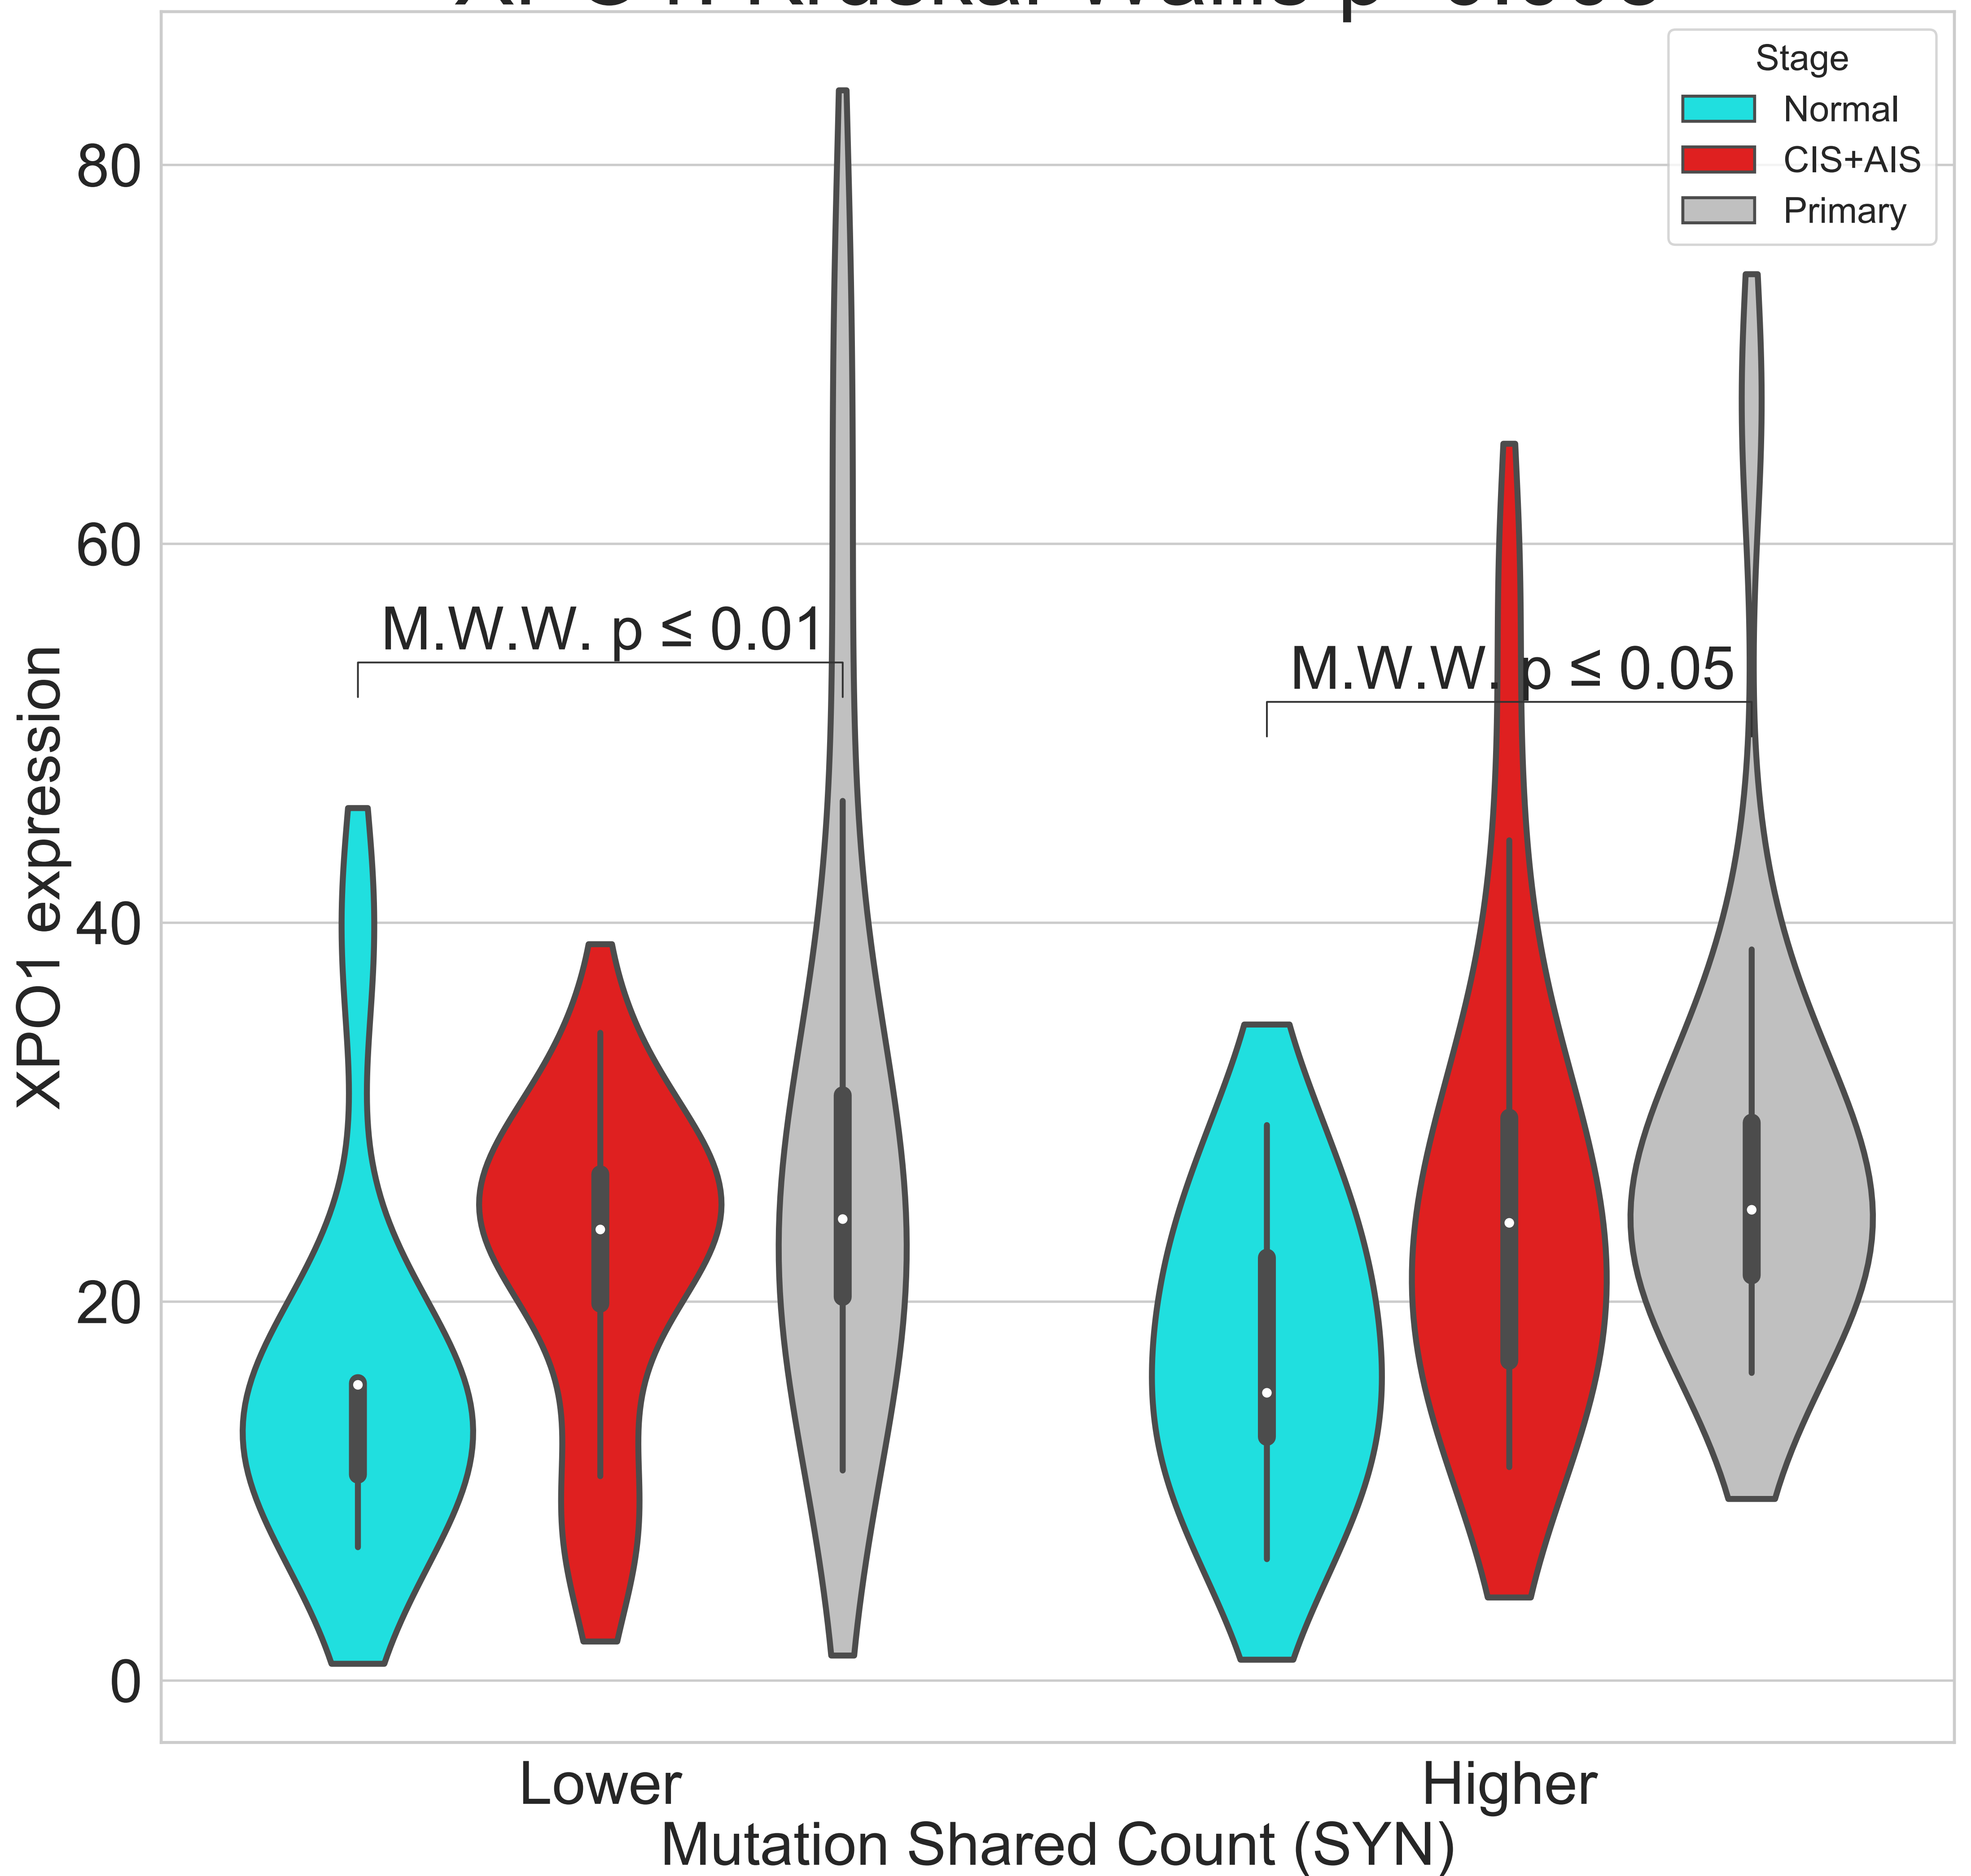 Stage
Normal
CIS+AIS
Primary
80
60
40
20
0
XPO1 expression
M.W.W. p ≤ 0.01
M.W.W. p ≤ 0.05
Lower
Higher
Mutation Shared Count (SYN)